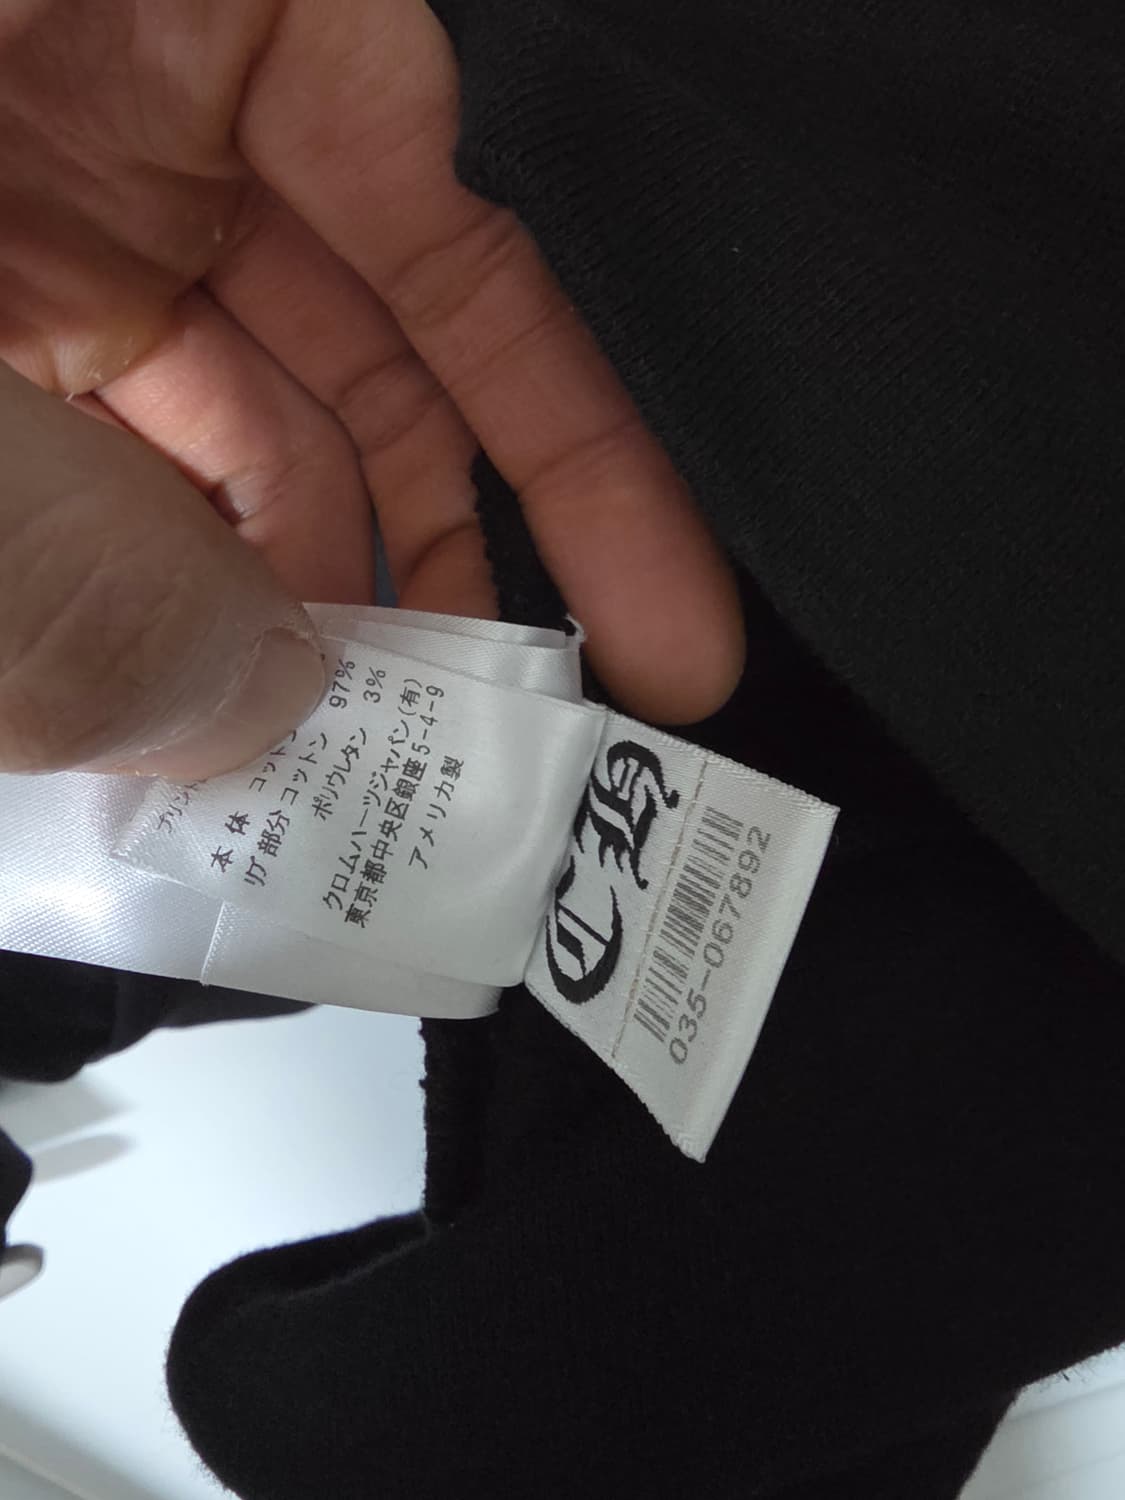 本体 コットン
リブ部分 コットン 97%
ポリウレタン 3%
クロムハーツジャパン(有)
東京都中央区銀座5-4-9
アメリカ製
CH
035-067892